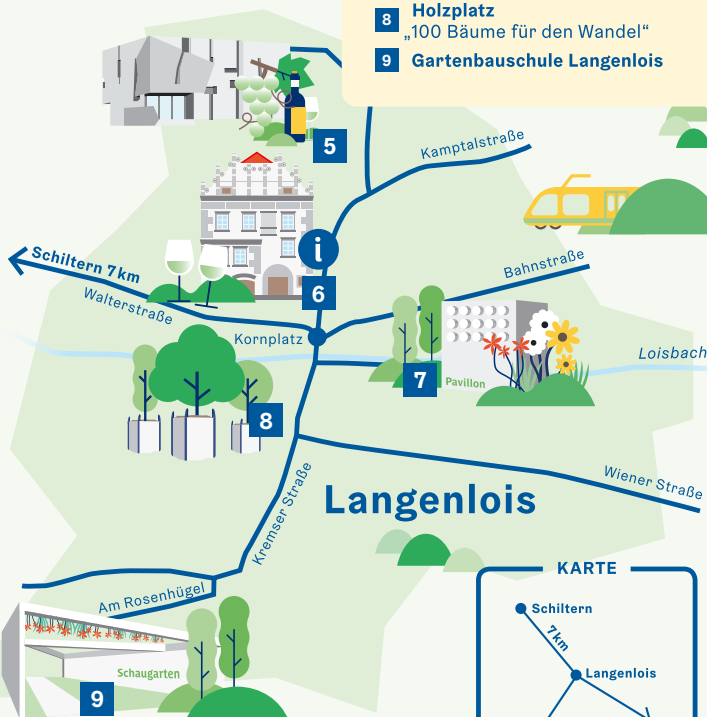 8 Holzplatz
„100 Bäume für den Wandel“
9 Gartenbauschule Langenlois
5
Kamptalstraße
i
Schiltern 7 km
Bahnstraße
6
Walterstraße
Kornplatz
Loisbach
7
Pavillon
8
Wiener Straße
Langenlois
Kremser Straße
KARTE
Am Rosenhügel
Schiltern
7 km
Schaugarten
Langenlois
9